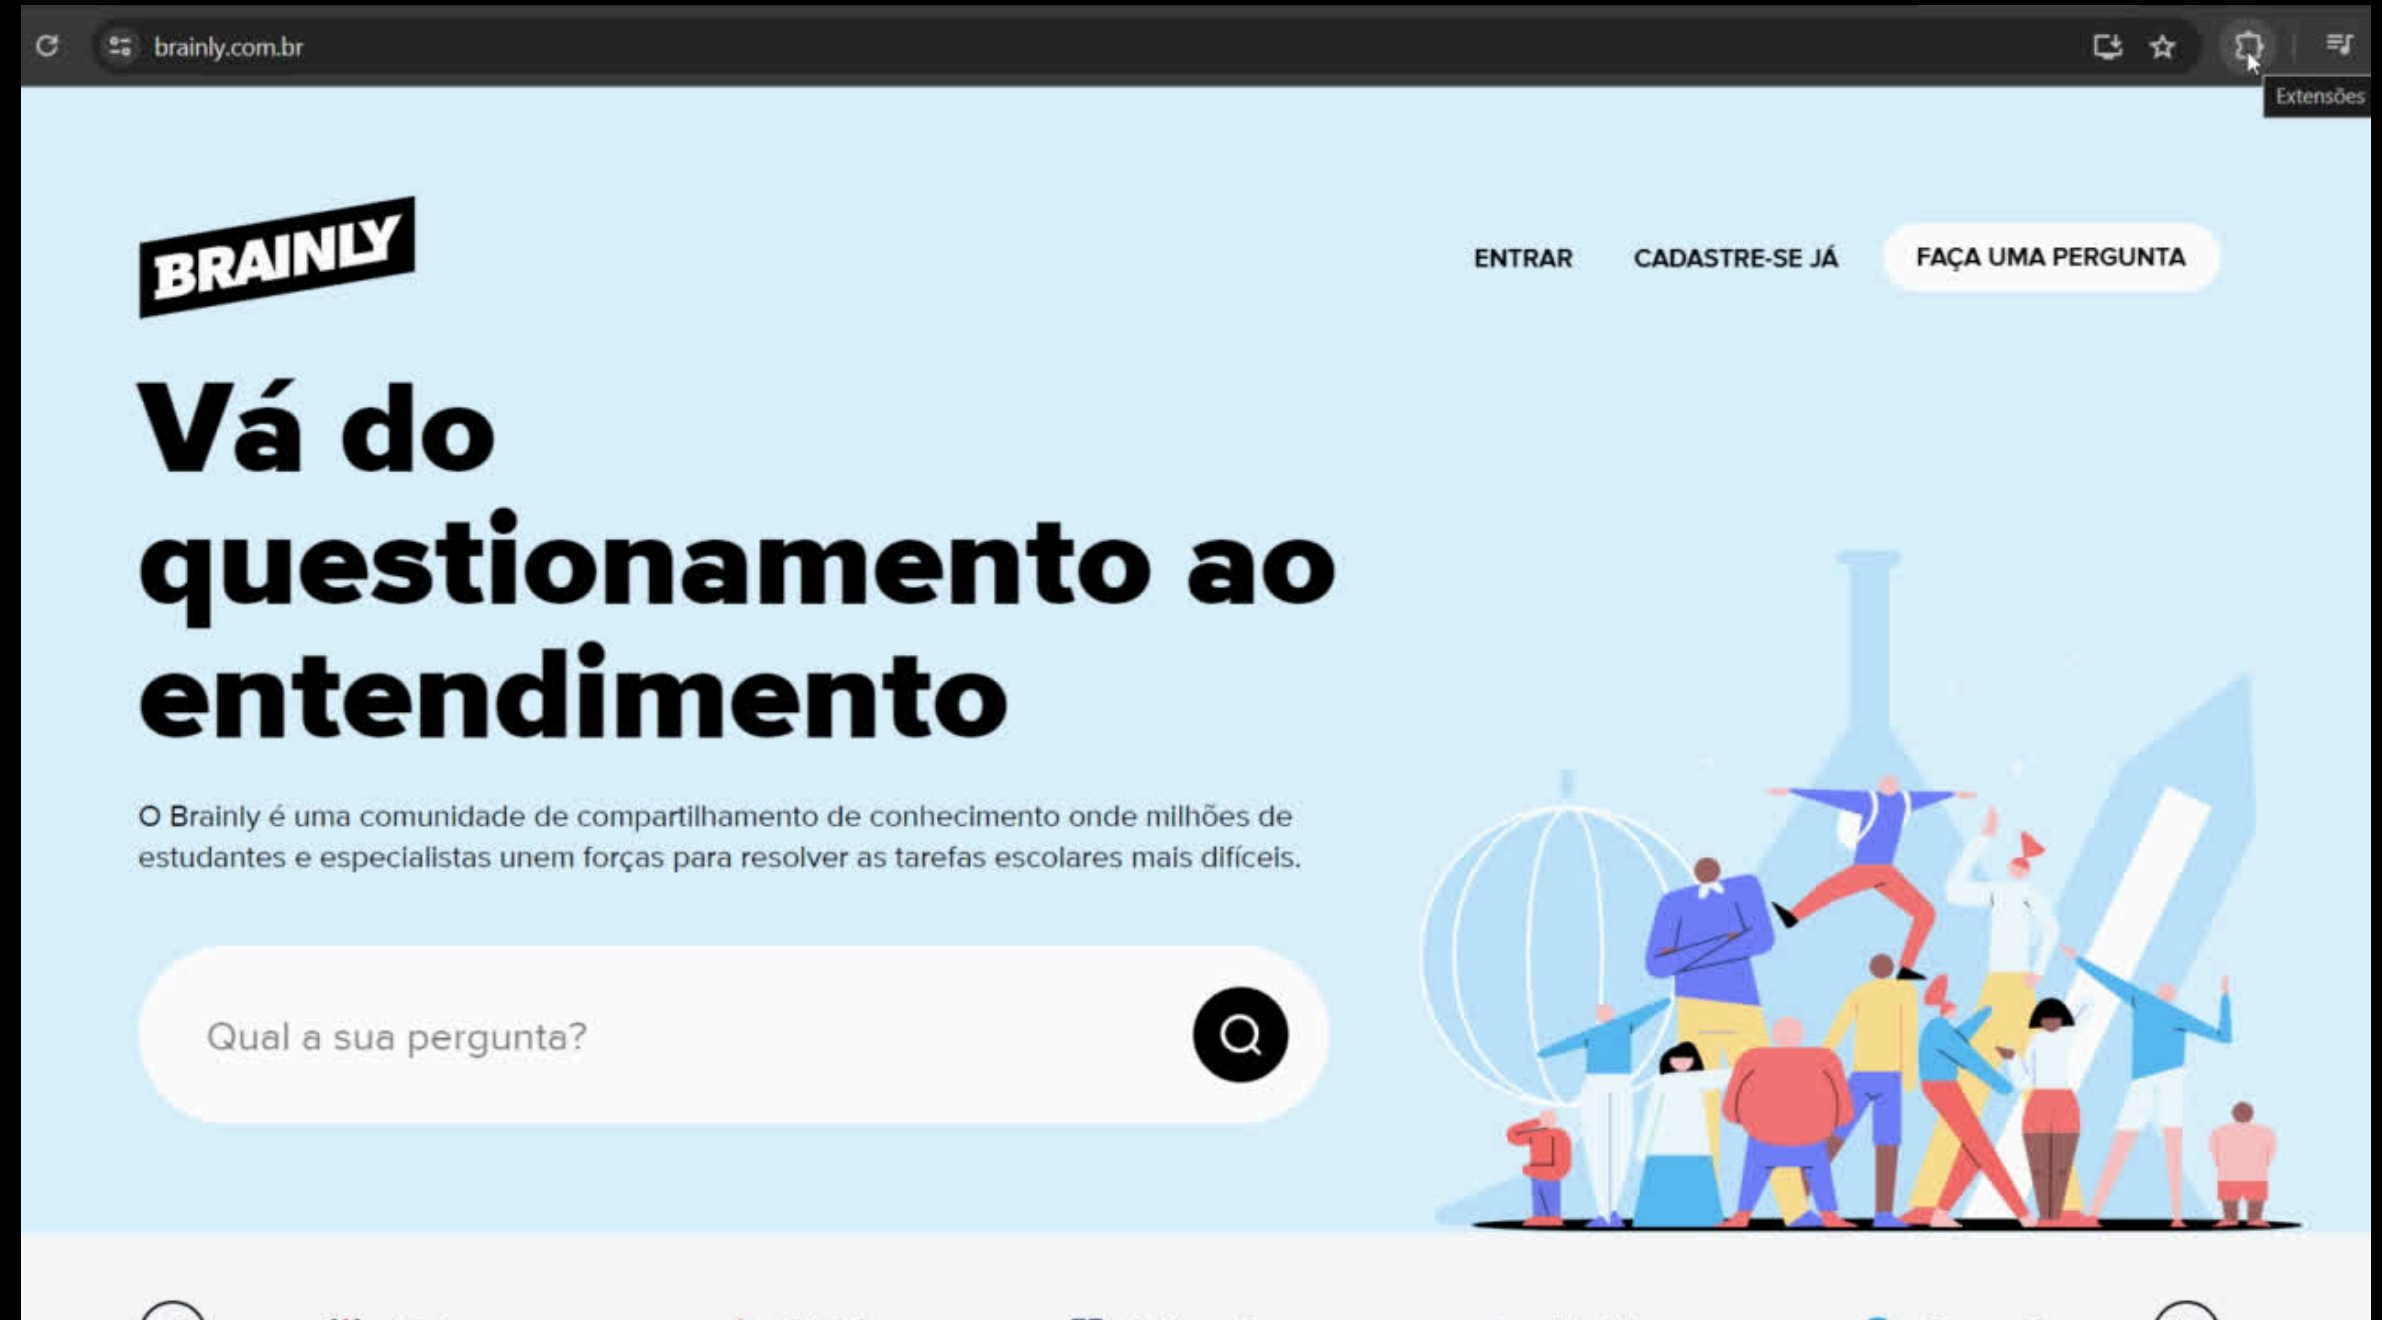 brainly.com.br
Extensões
BRAINLY
ENTRAR CADASTRE-SE JÁ FAÇA UMA PERGUNTA
Vá do
questionamento ao
entendimento
O Brainly é uma comunidade de compartilhamento de conhecimento onde milhões de
estudantes e especialistas unem forças para resolver as tarefas escolares mais difíceis.
Qual a sua pergunta?